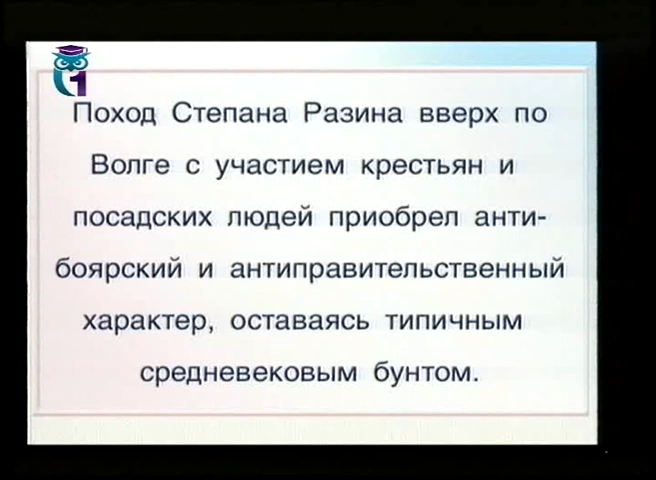 1
Поход Степана Разина вверх по
Волге с участием крестьян и
посадских людей приобрел анти-
боярский и антиправительственный
характер, оставаясь типичным
средневековым бунтом.